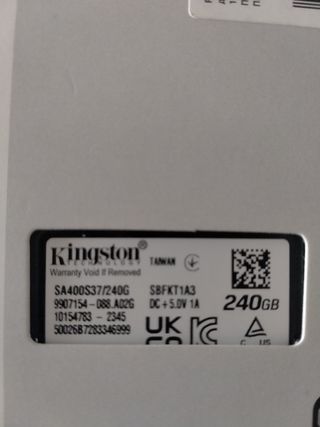 Kingston®
TECHNOLOGY
TAIWAN
Warranty Void If Removed
SA400S37/240G SBFKT1A3
9907154-088.A02G DC+5.0V 1A
10154783 - 2345
50026B7283346999
240GB
UK
C US